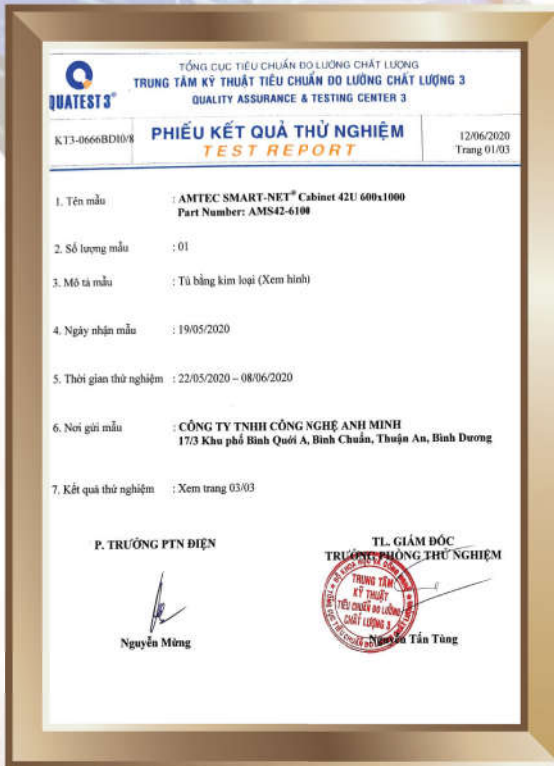 TỔNG CỤC TIÊU CHUẨN ĐO LƯỜNG CHẤT LƯỢNG
TRUNG TÂM KỸ THUẬT TIÊU CHUẨN ĐO LƯỜNG CHẤT LƯỢNG 3
QUALITY ASSURANCE & TESTING CENTER 3
QUATEST 3®
KT3-0666BDI0/8
PHIẾU KẾT QUẢ THỬ NGHIỆM
TEST REPORT
12/06/2020
Trang 01/03
1. Tên mẫu : AMTEC SMART-NET® Cabinet 42U 600x1000
Part Number: AMS42-6100
2. Số lượng mẫu : 01
3. Mô tả mẫu : Tủ bằng kim loại (Xem hình)
4. Ngày nhận mẫu : 19/05/2020
5. Thời gian thử nghiệm : 22/05/2020 – 08/06/2020
6. Nơi gửi mẫu : CÔNG TY TNHH CÔNG NGHỆ ANH MINH
17/3 Khu phố Bình Quới A, Bình Chuẩn, Thuận An, Bình Dương
7. Kết quả thử nghiệm : Xem trang 03/03
P. TRƯỞNG PTN ĐIỆN
TL. GIÁM ĐỐC
TRƯỞNG PHÒNG THỬ NGHIỆM
TRUNG TÂM
KỸ THUẬT
TIÊU CHUẨN ĐO LƯỜNG
CHẤT LƯỢNG 3
Nguyễn Mừng
Nguyễn Tấn Tùng